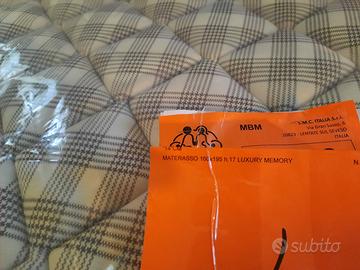 MBM
S.M.C. ITALIA S.r.l.
20823 - LENTATE SUL SEVESO
ITALIA
MATERASSO 160x195 h.17 LUXURY MEMORY
N.
subito